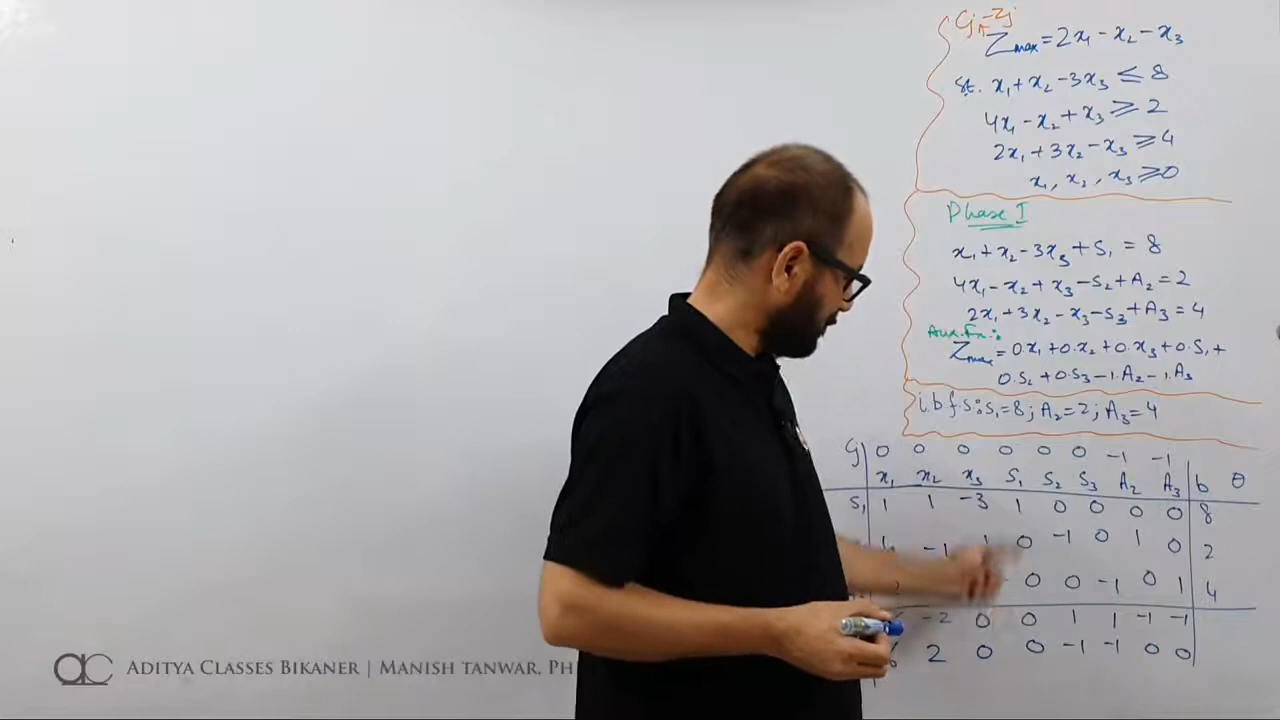 Cj-Zj
Zmax = 2x₁ - x₂ - x₃
St. x₁ + x₂ - 3x₃ ≤ 8
4x₁ - x₂ + x₃ ≥ 2
2x₁ + 3x₂ - x₃ ≥ 4
x₁, x₂, x₃ ≥ 0
Phase I
x₁ + x₂ - 3x₃ + S₁ = 8
4x₁ - x₂ + x₃ - S₂ + A₂ = 2
2x₁ + 3x₂ - x₃ - S₃ + A₃ = 4
Aux. Fn.:
Zmax = 0.x₁ + 0.x₂ + 0.x₃ + 0.S₁ +
0.S₂ + 0.S₃ - 1.A₂ - 1.A₃
i.b.f.s: S₁ = 8; A₂ = 2; A₃ = 4
Cj 0 0 0 0 0 0 -1 -1
x₁ x₂ x₃ S₁ S₂ S₃ A₂ A₃ b θ
S₁ 1 1 -3 1 0 0 0 0 8
-1 1 0 -1 0 1 0 2
0 0 -1 0 1 4
-2 0 0 1 1 -1 -1
2 0 0 -1 -1 0 0
ac ADITYA CLASSES BIKANER | MANISH TANWAR, PH